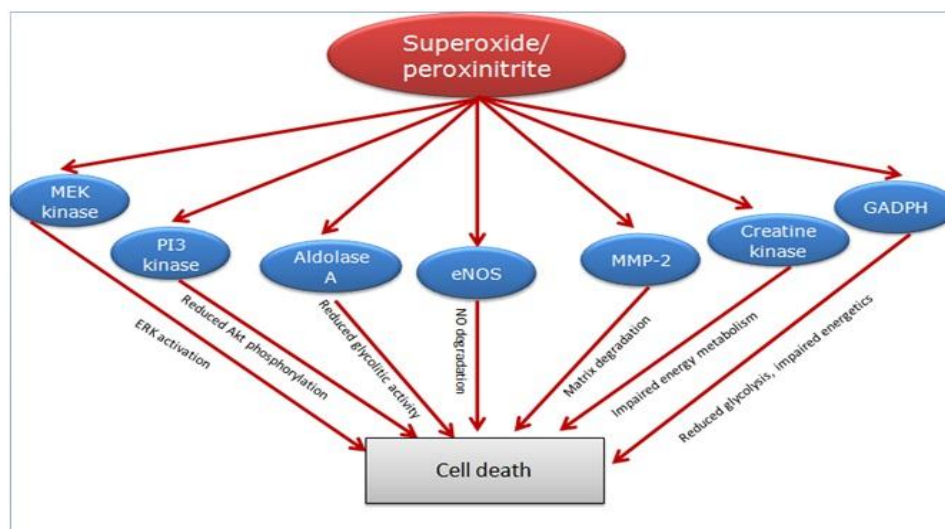 Superoxide/
peroxinitrite
MEK
kinase
PI3
kinase
Aldolase
A
eNOS
MMP-2
Creatine
kinase
GADPH
ERK activation
Reduced Akt phosphorylation
Reduced glycolitic activity
NO degradation
Matrix degradation
Impaired energy metabolism
Reduced glycolysis, impaired energetics
Cell death